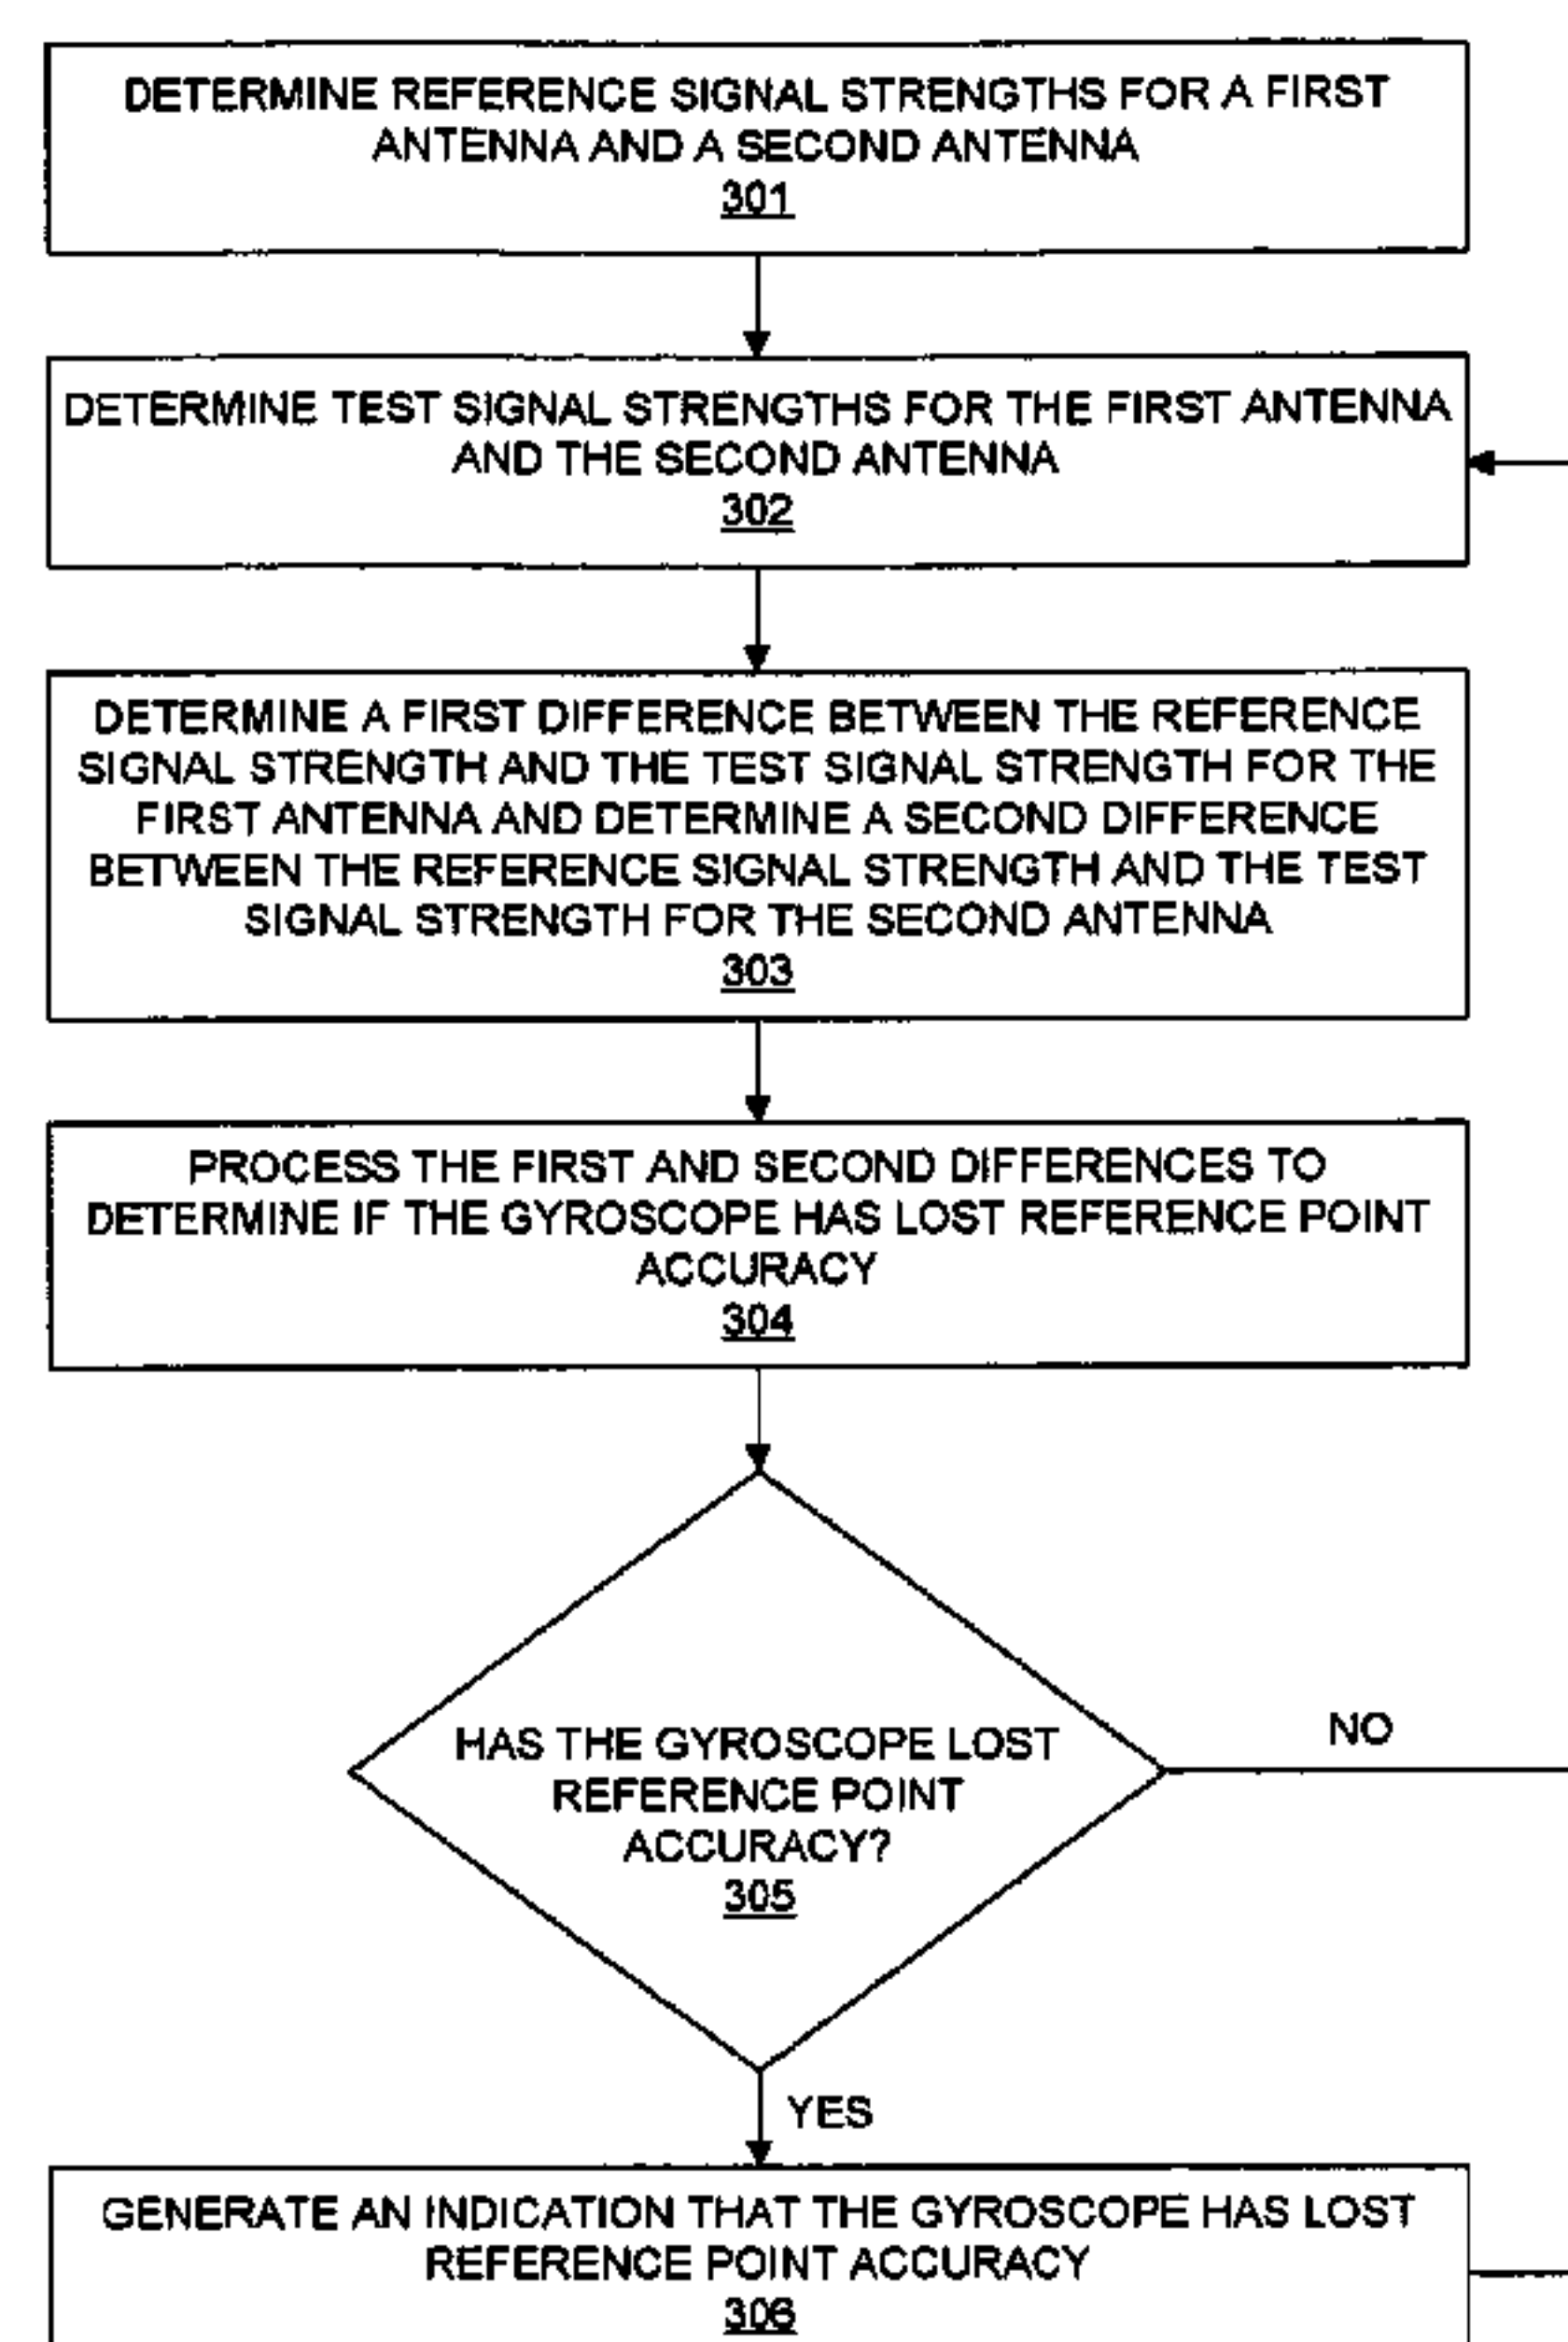 DETERMINE REFERENCE SIGNAL STRENGTHS FOR A FIRST
ANTENNA AND A SECOND ANTENNA
301
DETERMINE TEST SIGNAL STRENGTHS FOR THE FIRST ANTENNA
AND THE SECOND ANTENNA
302
DETERMINE A FIRST DIFFERENCE BETWEEN THE REFERENCE
SIGNAL STRENGTH AND THE TEST SIGNAL STRENGTH FOR THE
FIRST ANTENNA AND DETERMINE A SECOND DIFFERENCE
BETWEEN THE REFERENCE SIGNAL STRENGTH AND THE TEST
SIGNAL STRENGTH FOR THE SECOND ANTENNA
303
PROCESS THE FIRST AND SECOND DIFFERENCES TO
DETERMINE IF THE GYROSCOPE HAS LOST REFERENCE POINT
ACCURACY
304
HAS THE GYROSCOPE LOST
REFERENCE POINT
ACCURACY?
305
NO
YES
GENERATE AN INDICATION THAT THE GYROSCOPE HAS LOST
REFERENCE POINT ACCURACY
306